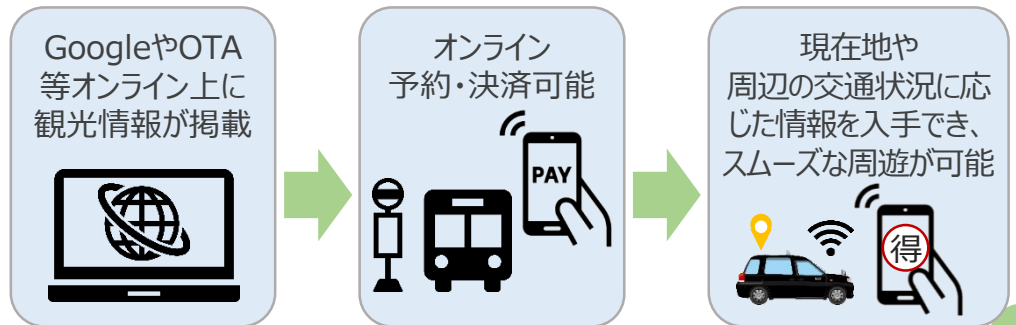 GoogleやOTA
等オンライン上に
観光情報が掲載
オンライン
予約・決済可能
PAY
現在地や
周辺の交通状況に応
じた情報を入手でき、
スムーズな周遊が可能
得